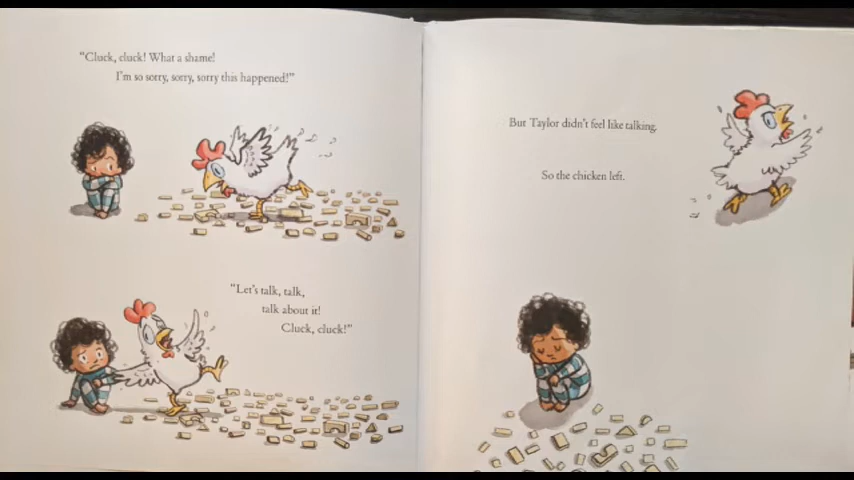 “Cluck, cluck! What a shame!
I’m so sorry, sorry, sorry this happened!”
“Let’s talk, talk,
talk about it!
Cluck, cluck!”
But Taylor didn’t feel like talking.
So the chicken left.